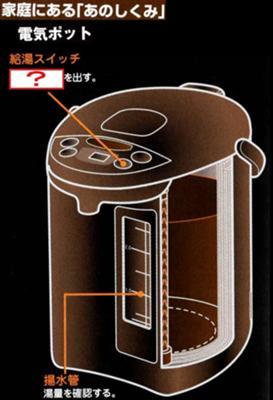 家庭にある「あのしくみ」
電気ポット
給湯スイッチ
?を出す。
揚水管
湯量を確認する。